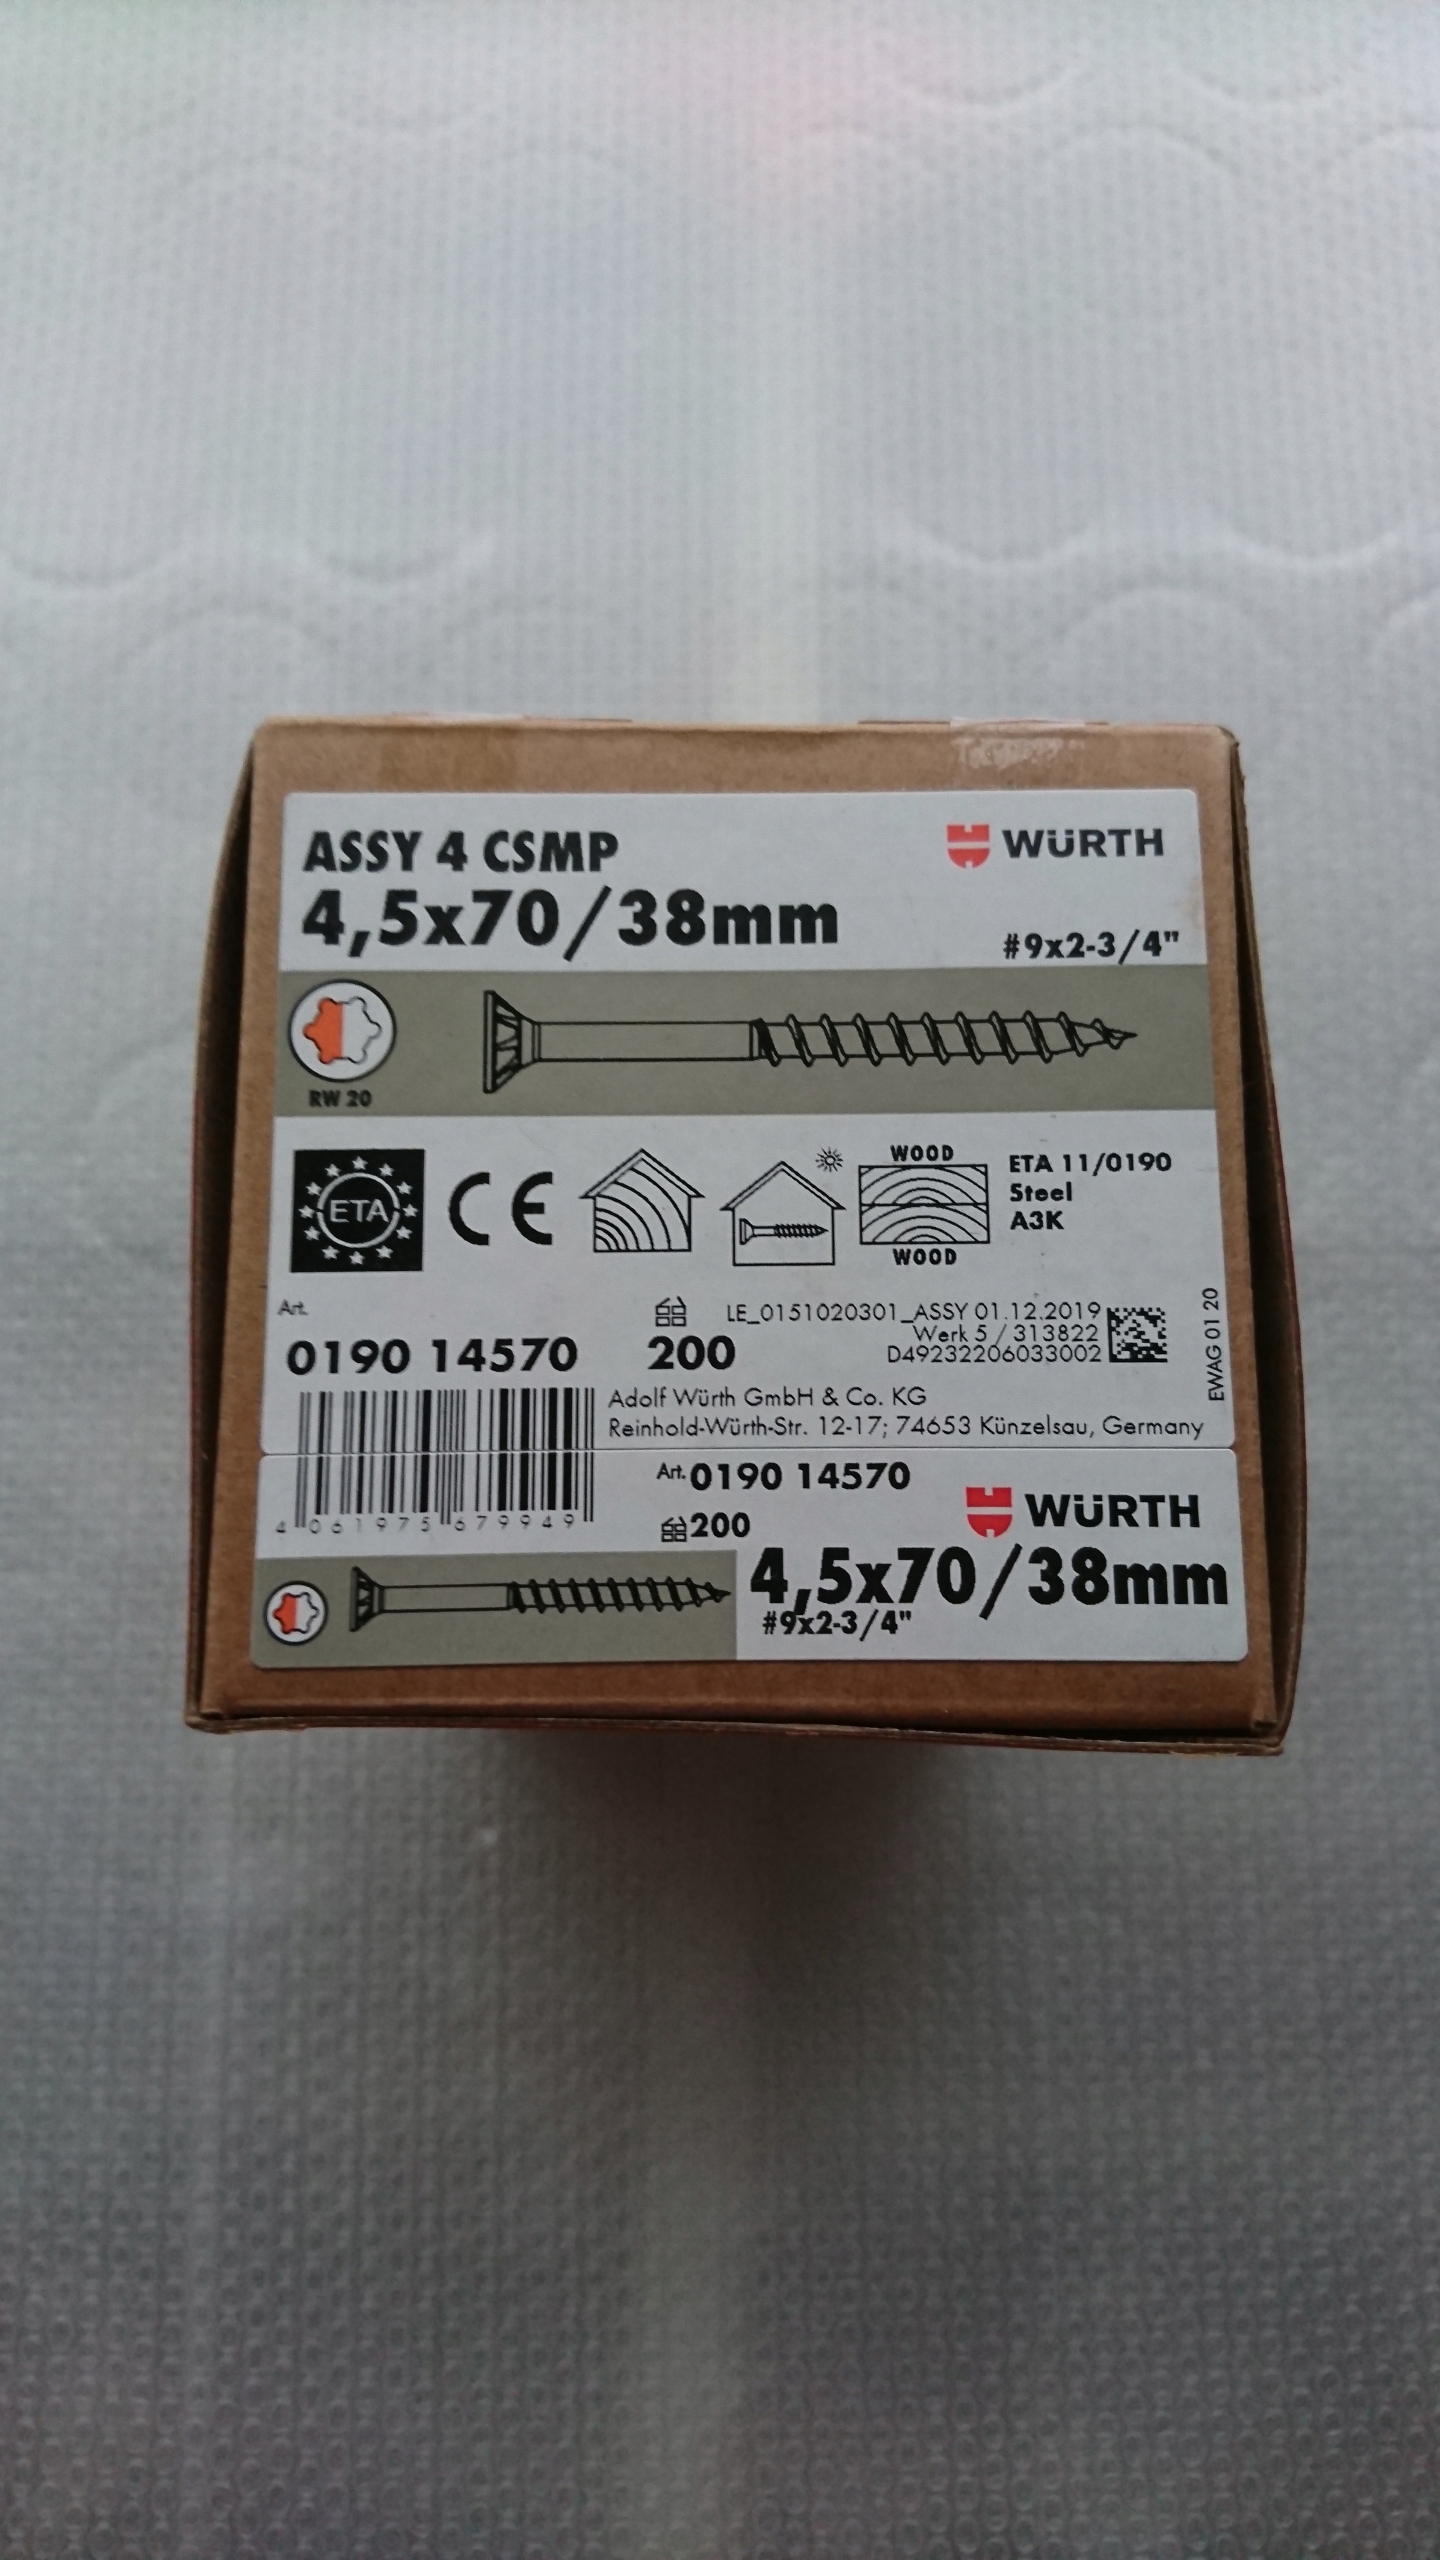 ASSY 4 CSMP
WÜRTH
4,5x70/38mm
#9x2-3/4"
RW 20
ETA
CE
WOOD
WOOD
ETA 11/0190
Steel
A3K
Art.
0190 14570
200
LE_0151020301_ASSY 01.12.2019
Werk 5 / 313822
D49232206033002
EWAG 01 20
Adolf Würth GmbH & Co. KG
Reinhold-Würth-Str. 12-17; 74653 Künzelsau, Germany
4 061975 679949
Art. 0190 14570
200
WÜRTH
4,5x70/38mm
#9x2-3/4"